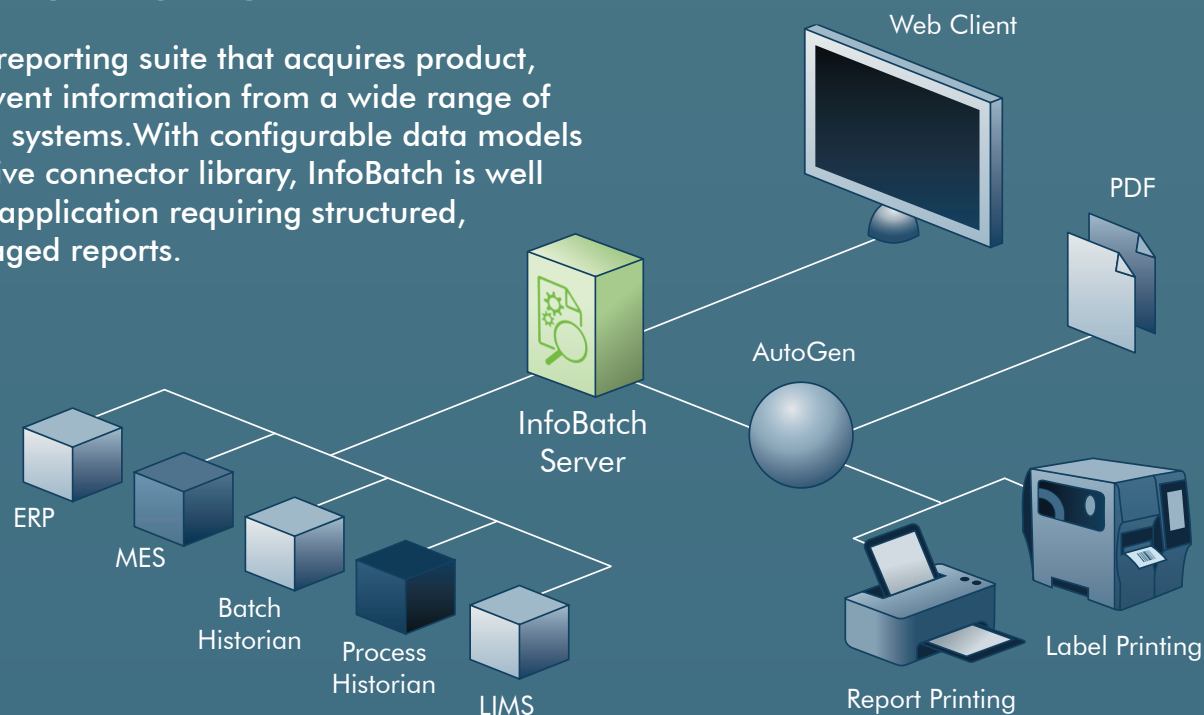 reporting suite that acquires product,
vent information from a wide range of
systems.With configurable data models
ive connector library, InfoBatch is well
application requiring structured,
aged reports.
Web Client
PDF
AutoGen
InfoBatch
Server
ERP
MES
Batch
Historian
Process
Historian
LIMS
Label Printing
Report Printing